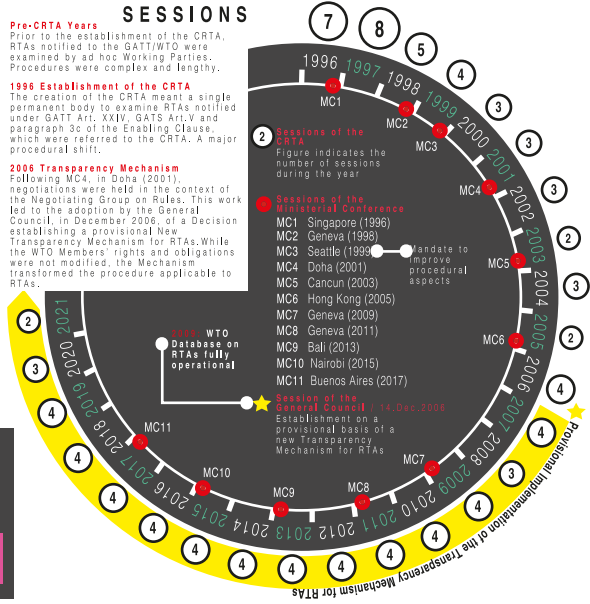 SESSIONS
Pre-CRTA Years
Prior to the establishment of the CRTA,
RTAs notified to the GATT/WTO were
examined by ad hoc Working Parties.
Procedures were complex and lengthy.
1996 Establishment of the CRTA
The creation of the CRTA meant a single
permanent body to examine RTAs notified
under GATT Art. XXIV, GATS Art.V and
paragraph 3c of the Enabling Clause,
which were referred to the CRTA. A major
procedural shift.
2006 Transparency Mechanism
Following MC4, in Doha (2001),
negotiations were held in the context of
the Negotiating Group on Rules. This work
led to the adoption by the General
Council, in December 2006, of a Decision
establishing a provisional New
Transparency Mechanism for RTAs.While
the WTO Members' rights and obligations
were not modified, the Mechanism
transformed the procedure applicable to
RTAs.
7
8
5
4
3
3
3
2
3
2
4
4
4
3
4
4
4
4
4
4
4
4
4
4
3
2
1996
1997
1998
1999
2000
2001
2002
2003
2004
2005
2006
2007
2008
2009
2010
2011
2012
2013
2014
2015
2016
2017
2018
2019
2020
2021
MC1
MC2
MC3
MC4
MC5
MC6
MC7
MC8
MC9
MC10
MC11
2
Sessions of the
CRTA
Figure indicates the
number of sessions
during the year
Sessions of the
Ministerial Conference
MC1 Singapore (1996)
MC2 Geneva (1998)
MC3 Seattle (1999
MC4 Doha (2001)
MC5 Cancun (2003)
MC6 Hong Kong (2005)
MC7 Geneva (2009)
MC8 Geneva (2011)
MC9 Bali (2013)
MC10 Nairobi (2015)
MC11 Buenos Aires (2017)
Mandate to
improve
procedural
aspects
WTO
Database on
RTAs fully
operational
Session of the
General Council / 14.Dec,2006
Establishment on a
provisional basis of a
new Transparency
Mechanism for RTAs
Provisional Implementation of the Transparency Mechanism for RTAs